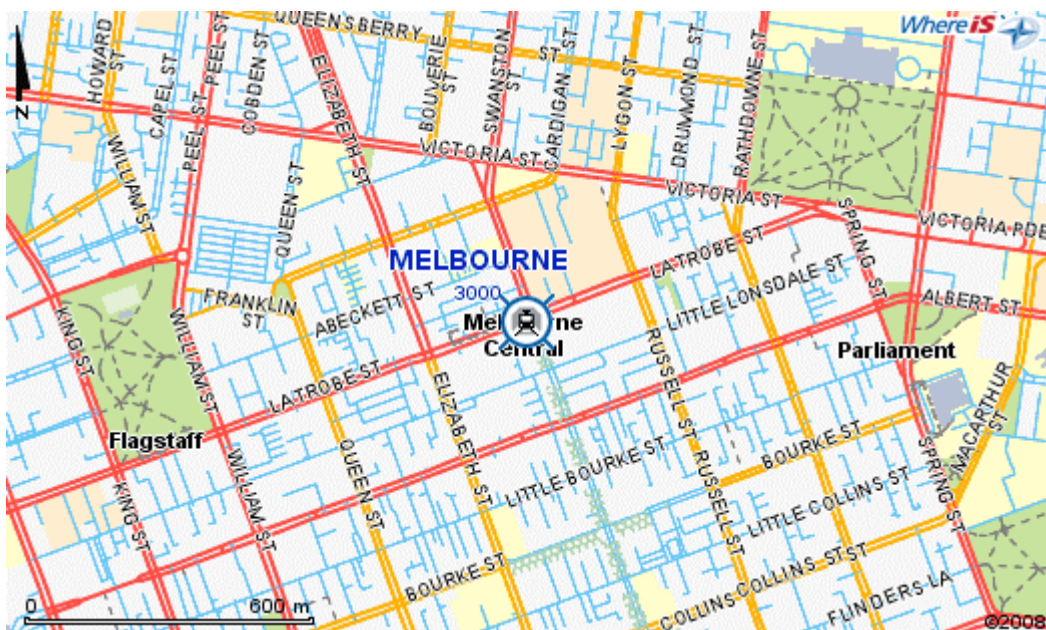 WhereiS
QUEENSBERRY
ST
HOWARD
ST
CAPEL ST
PEEL ST
PEEL ST
COBDEN ST
ELIZABETH ST
BOUVERIE
ST
SWANSTON
ST
CARDIGAN
ST
LYGON ST
DRUMMOND ST
RATHDOWNE ST
N
WILLIAM ST
QUEEN ST
VICTORIA ST
VICTORIA ST
SPRING ST
VICTORIA PDE
MELBOURNE
3000
LATROBE ST
LITTLE LONSDALE ST
FRANKLIN
ST
ABECKETT ST
ALBERT ST
Melbourne
Central
Parliament
KING ST
WILLIAM ST
LATROBE ST
ELIZABETH ST
RUSSELL ST
MACARTHUR
ST
Flagstaff
BOURKE ST
LITTLE BOURKE ST
QUEEN ST
WILLIAM ST
KING ST
RUSSELL ST
LITTLE COLLINS ST
SPRING ST
BOURKE ST
COLLINS ST
ST
FLINDERS LA
0
600 m
©2008